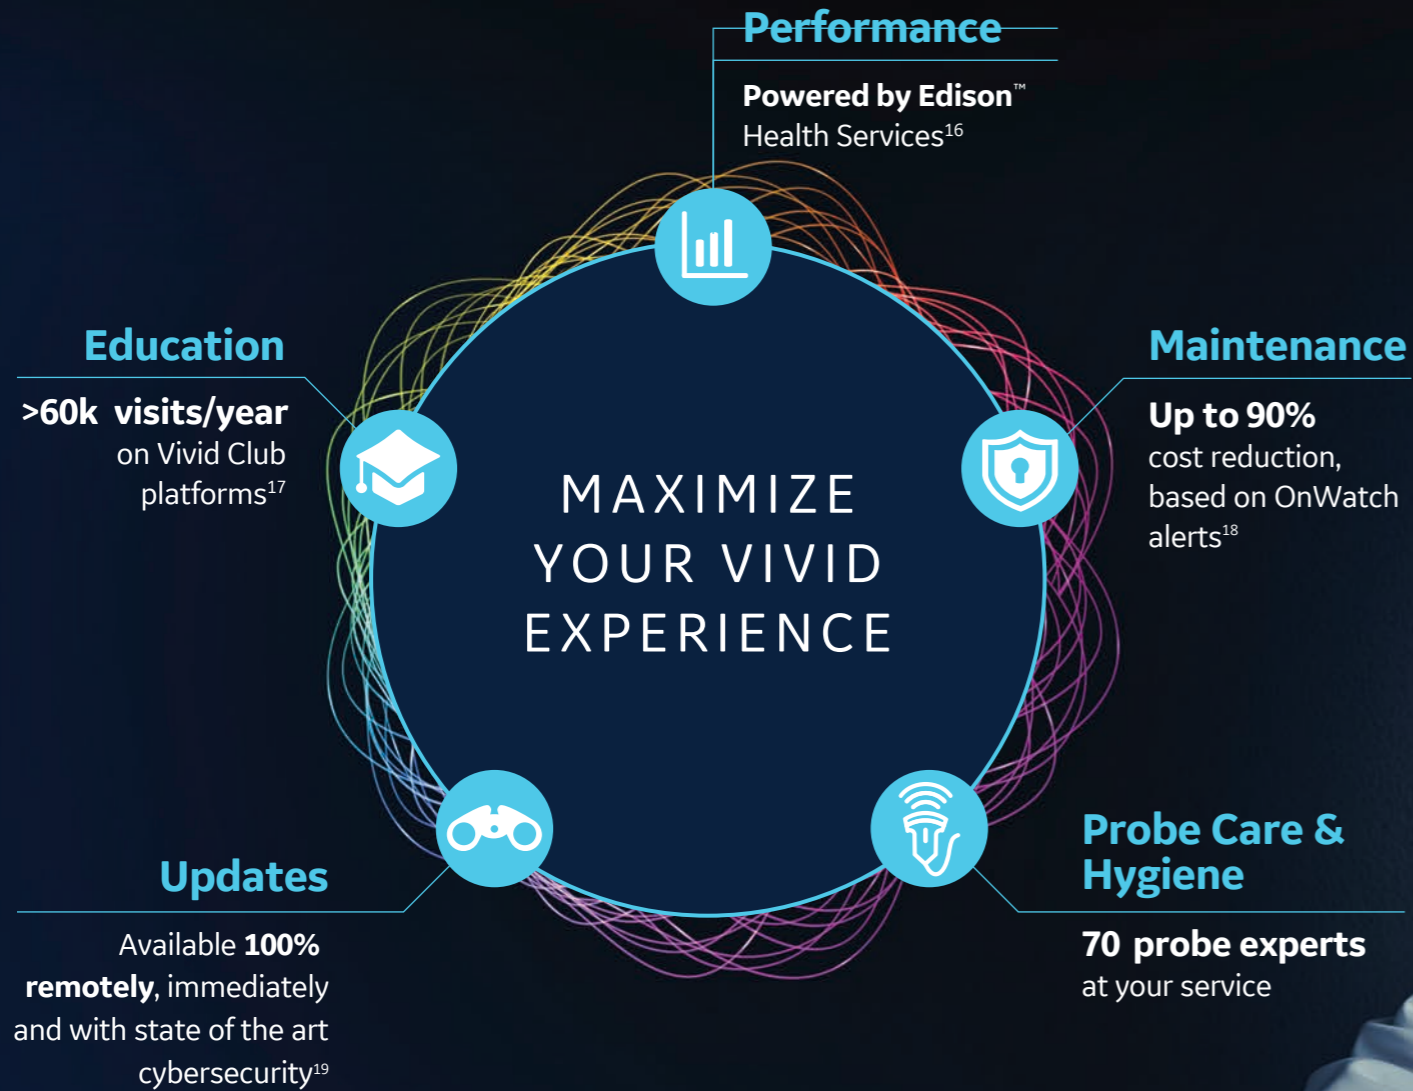 Performance
Powered by Edison™
Health Services¹⁶
Education
>60k visits/year
on Vivid Club
platforms¹⁷
Maintenance
Up to 90%
cost reduction,
based on OnWatch
alerts¹⁸
MAXIMIZE
YOUR VIVID
EXPERIENCE
Updates
Available 100%
remotely, immediately
and with state of the art
cybersecurity¹⁹
Probe Care &
Hygiene
70 probe experts
at your service